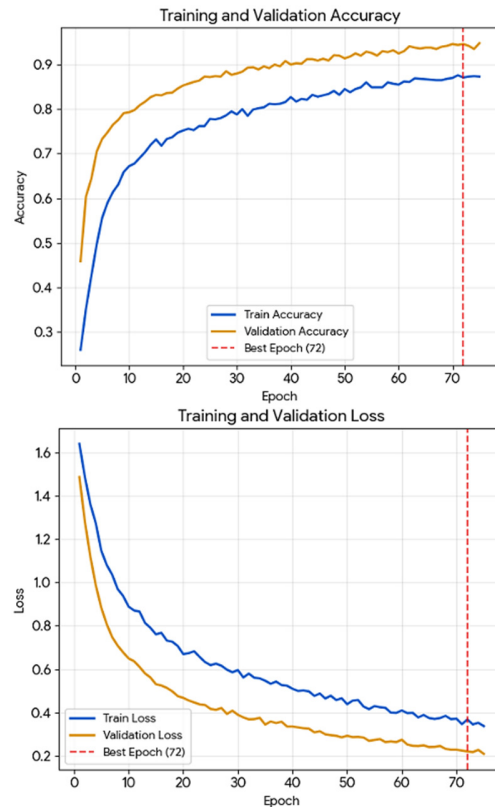 Training and Validation Accuracy
0.9
0.8
0.7
0.6
0.5
0.4
0.3
Accuracy
Train Accuracy
Validation Accuracy
Best Epoch (72)
0 10 20 30 40 50 60 70
Epoch
Training and Validation Loss
1.6
1.4
1.2
1.0
0.8
0.6
0.4
0.2
Loss
Train Loss
Validation Loss
Best Epoch (72)
0 10 20 30 40 50 60 70
Epoch